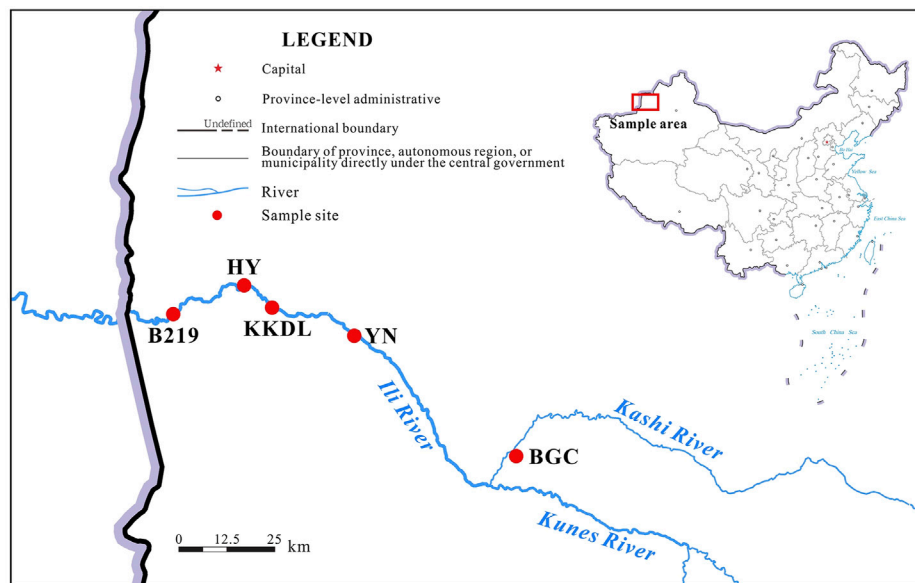 LEGEND
Capital
Province-level administrative
Undefined
International boundary
Boundary of province, autonomous region, or
municipality directly under the central government
River
Sample site
Sample area
Bo Hai
Yellow Sea
East China Sea
South China Sea
HY
B219
KKDL
YN
Ili River
Kashi River
BGC
Kunes River
0 12.5 25
km